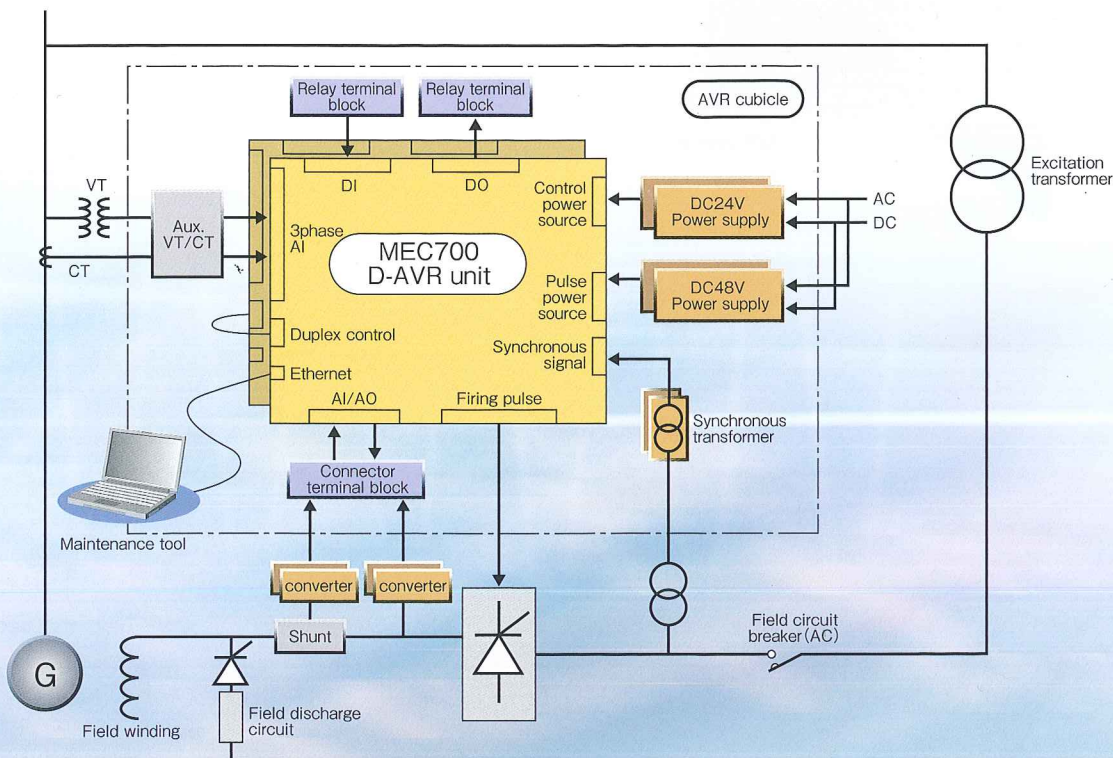 Relay terminal
block
Relay terminal
block
AVR cubicle
Excitation
transformer
VT
CT
Aux.
VT/CT
DI
DO
3phase
AI
MEC700
D-AVR unit
Control
power
source
DC24V
Power supply
AC
DC
Pulse
power
source
DC48V
Power supply
Duplex control
Synchronous
signal
Ethernet
AI/AO
Firing pulse
Synchronous
transformer
Connector
terminal block
Maintenance tool
converter
converter
Shunt
Field circuit
breaker(AC)
G
Field winding
Field discharge
circuit